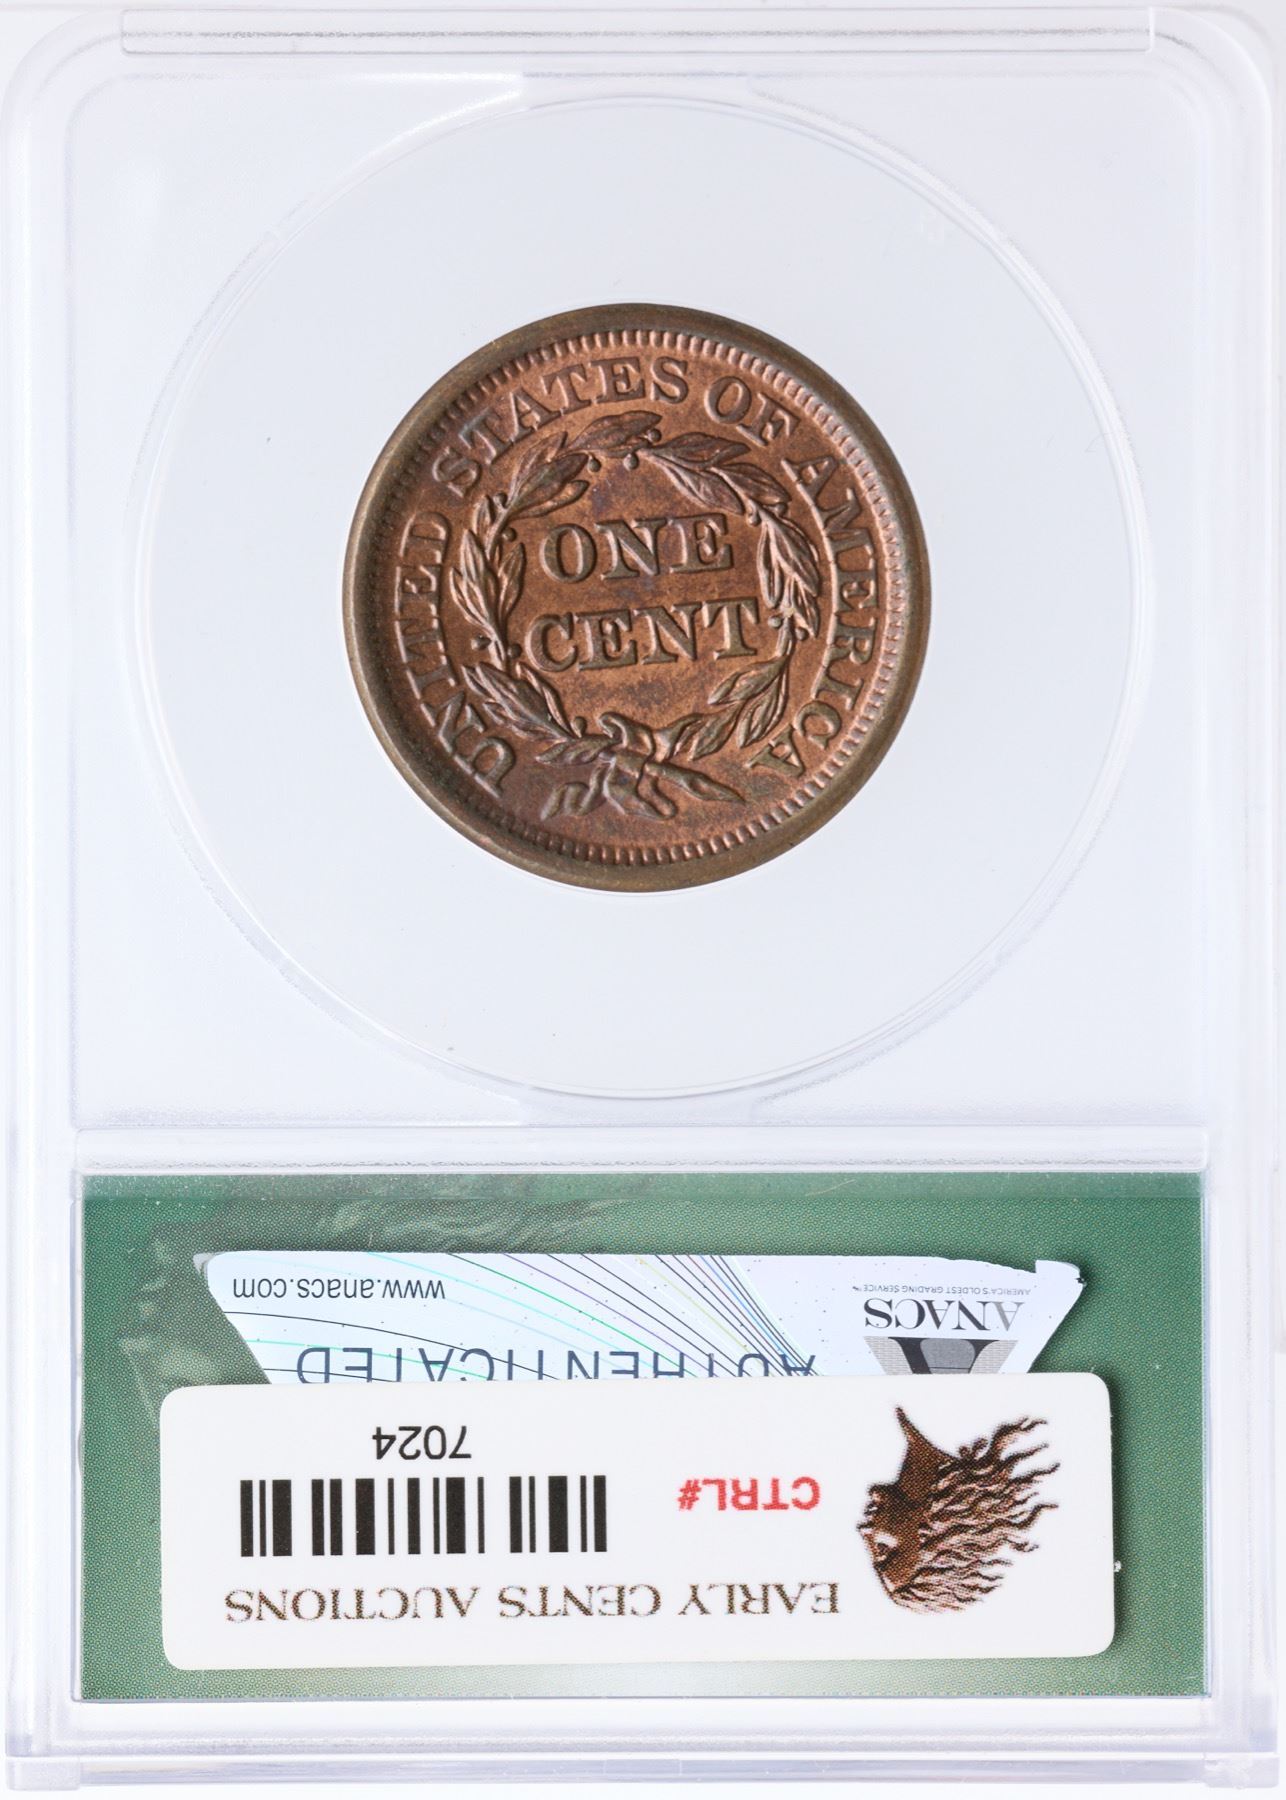 UNITED STATES OF AMERICA
ONE
CENT
EARLY CENTS AUCTIONS
CTRL#
7024
AUTHENTICATED
www.anacs.com
A
ANACS
AMERICA'S OLDEST GRADING SERVICE™